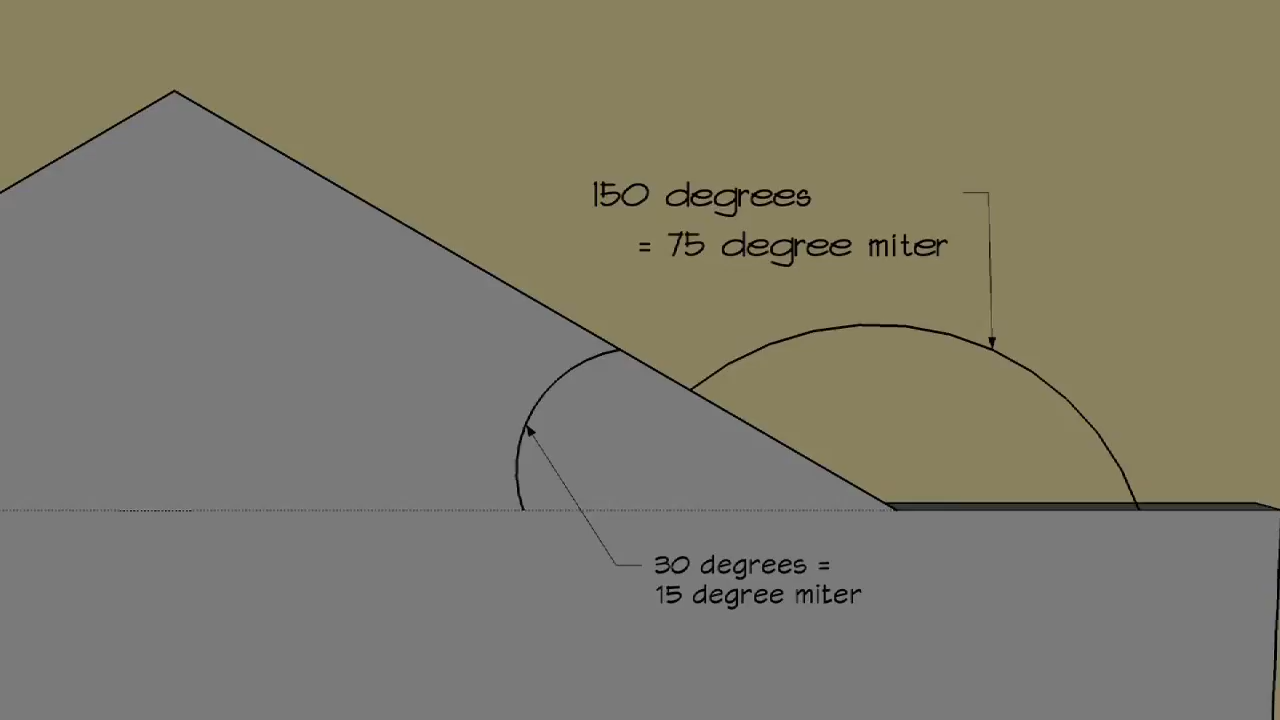 150 degrees
= 75 degree miter
30 degrees =
15 degree miter